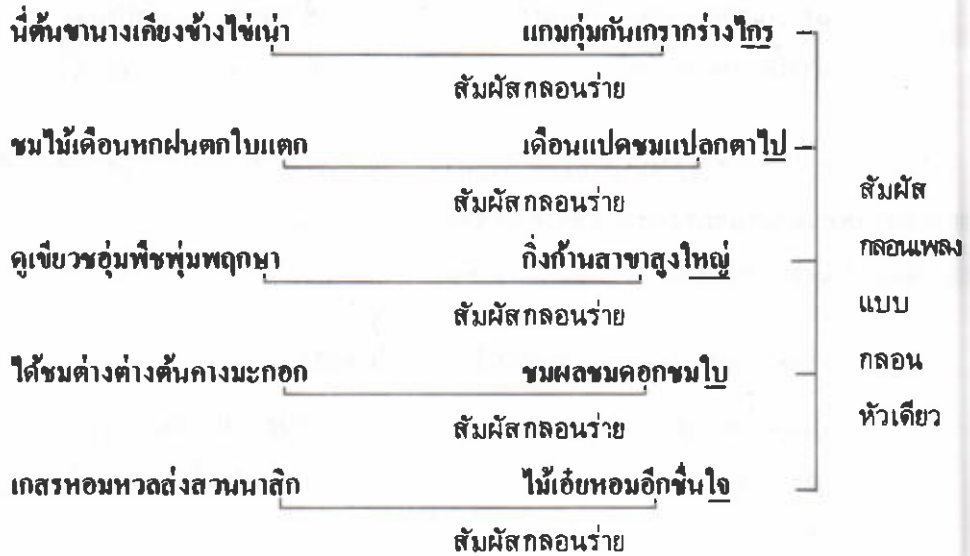 นี่ต้นขานางเคียงข้างไข่เน่า แกมกุ่มกันเกรากร่างไกร
สัมผัสกลอนร่าย
ชมไม้เดือนหกฝนตกใบแตก เดือนแปดชมแปลกตาไป
สัมผัสกลอนร่าย
ดูเขียวชอุ่มพืชพุ่มพฤกษา กิ่งก้านสาขาสูงใหญ่
สัมผัสกลอนร่าย
ได้ชมต่างต่างต้นคางมะกอก ชมผลชมดอกชมใบ
สัมผัสกลอนร่าย
เกสรหอมหวลส่งสวนนาสิก ไม้เอ๋ยหอมอีกชื่นใจ
สัมผัสกลอนร่าย
สัมผัส
กลอนเพลง
แบบ
กลอน
หัวเดียว